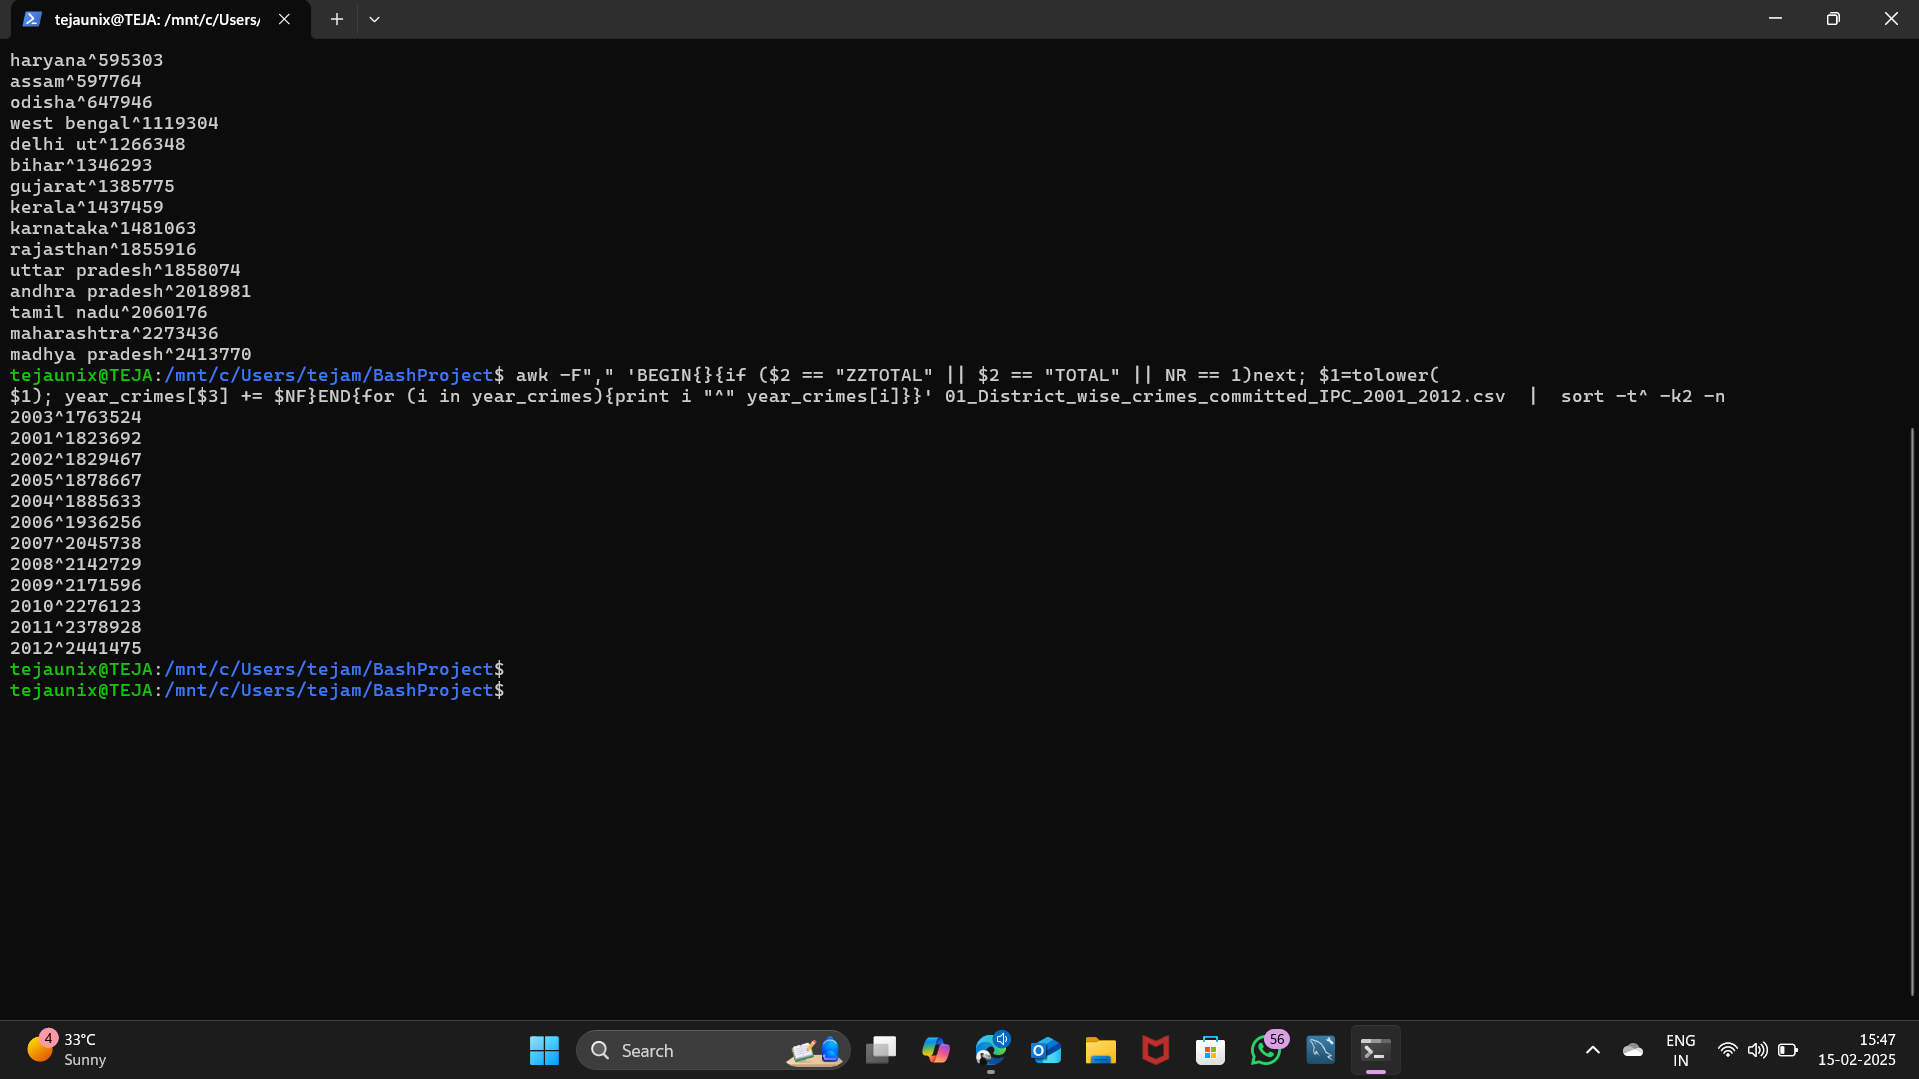 tejaunix@TEJA: /mnt/c/Users/
haryana^595303
assam^597764
odisha^647946
west bengal^1119304
delhi ut^1266348
bihar^1346293
gujarat^1385775
kerala^1437459
karnataka^1481063
rajasthan^1855916
uttar pradesh^1858074
andhra pradesh^2018981
tamil nadu^2060176
maharashtra^2273436
madhya pradesh^2413770
tejaunix@TEJA:/mnt/c/Users/tejam/BashProject$ awk -F"," 'BEGIN{}{if ($2 == "ZZTOTAL" || $2 == "TOTAL" || NR == 1)next; $1=tolower(
$1); year_crimes[$3] += $NF}END{for (i in year_crimes){print i "^" year_crimes[i]}}' 01_District_wise_crimes_committed_IPC_2001_2012.csv  |  sort -t^ -k2 -n
2003^1763524
2001^1823692
2002^1829467
2005^1878667
2004^1885633
2006^1936256
2007^2045738
2008^2142729
2009^2171596
2010^2276123
2011^2378928
2012^2441475
tejaunix@TEJA:/mnt/c/Users/tejam/BashProject$
tejaunix@TEJA:/mnt/c/Users/tejam/BashProject$
4
33°C
Sunny
Search
56
ENG
IN
15:47
15-02-2025